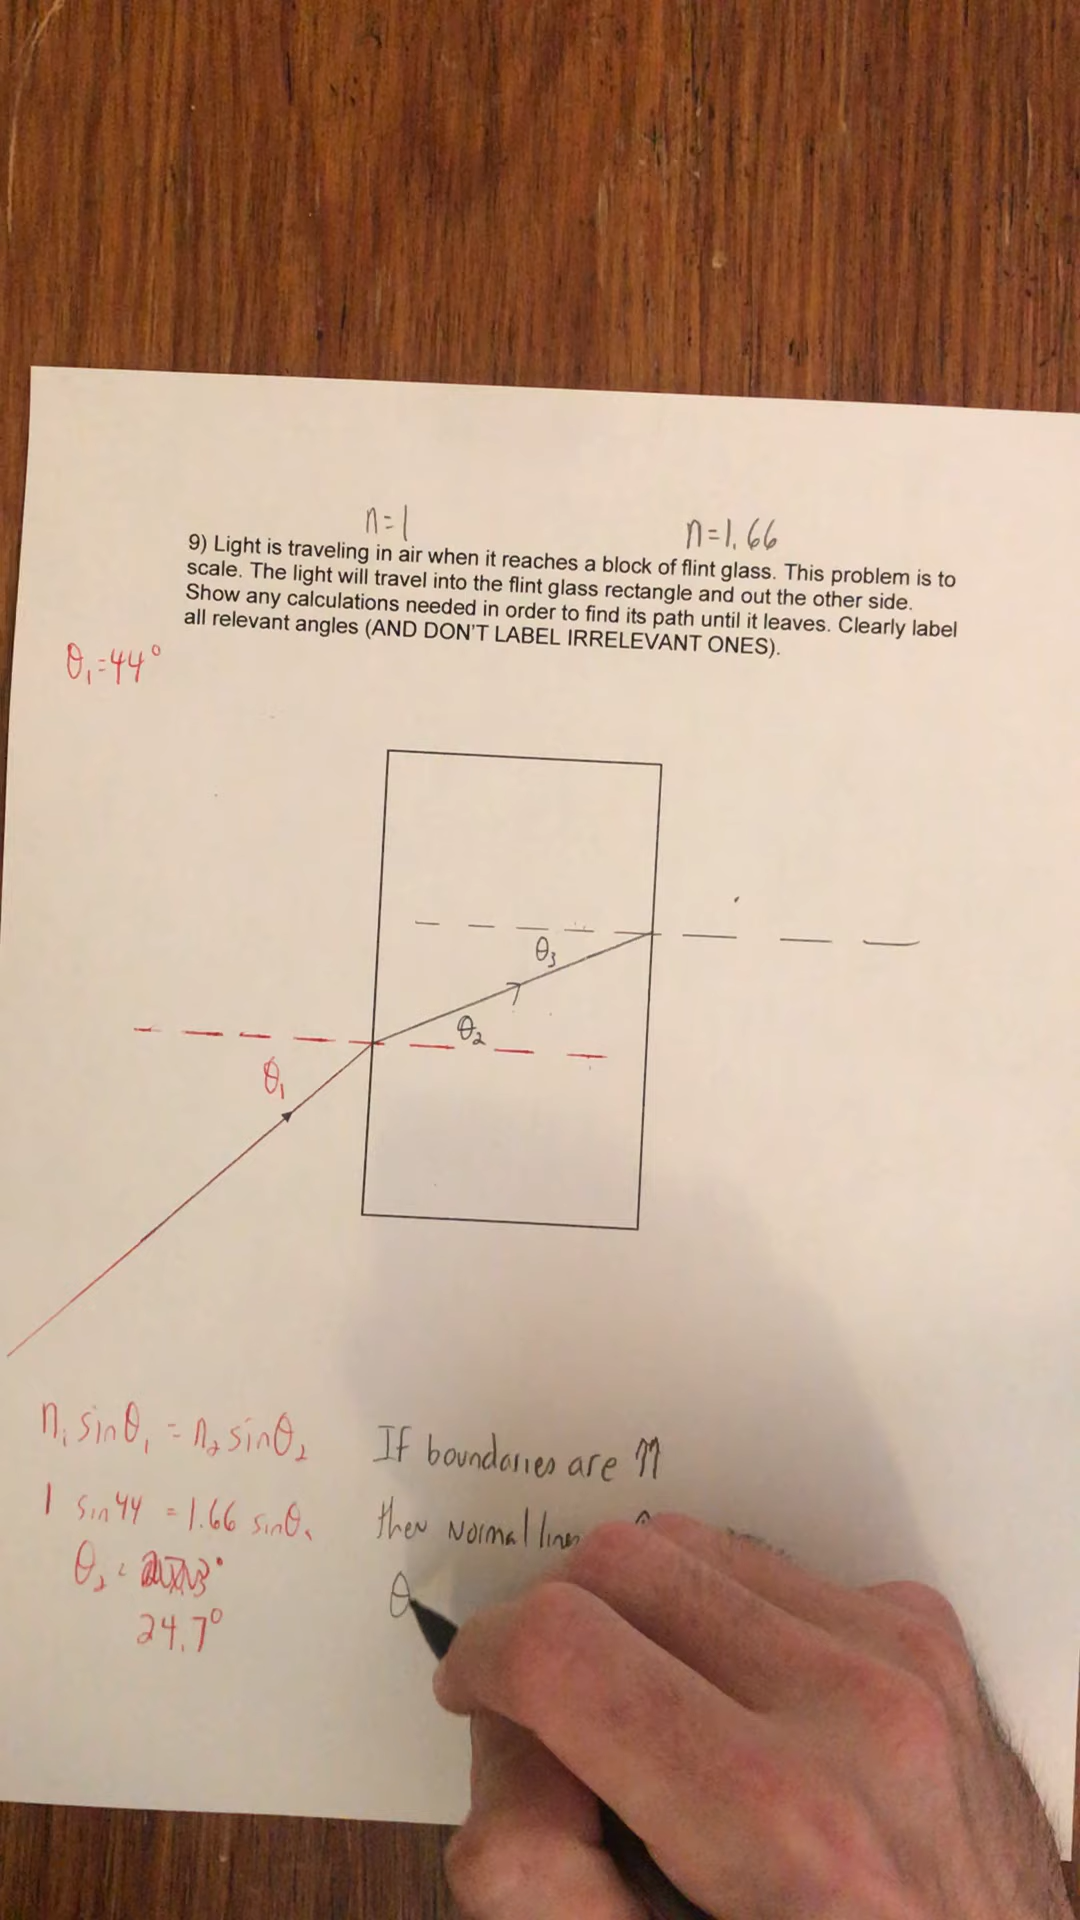 n=1
n=1.66
9) Light is traveling in air when it reaches a block of flint glass. This problem is to
scale. The light will travel into the flint glass rectangle and out the other side.
Show any calculations needed in order to find its path until it leaves. Clearly label
all relevant angles (AND DON'T LABEL IRRELEVANT ONES).
θ₁=44°
θ₃
θ₂
θ₁
n₁ sinθ₁ = n₂ sinθ₂
1 sin44 = 1.66 sinθ₂
θ₂ =
24.7°
If boundaries are ⇈
then normal lines
θ